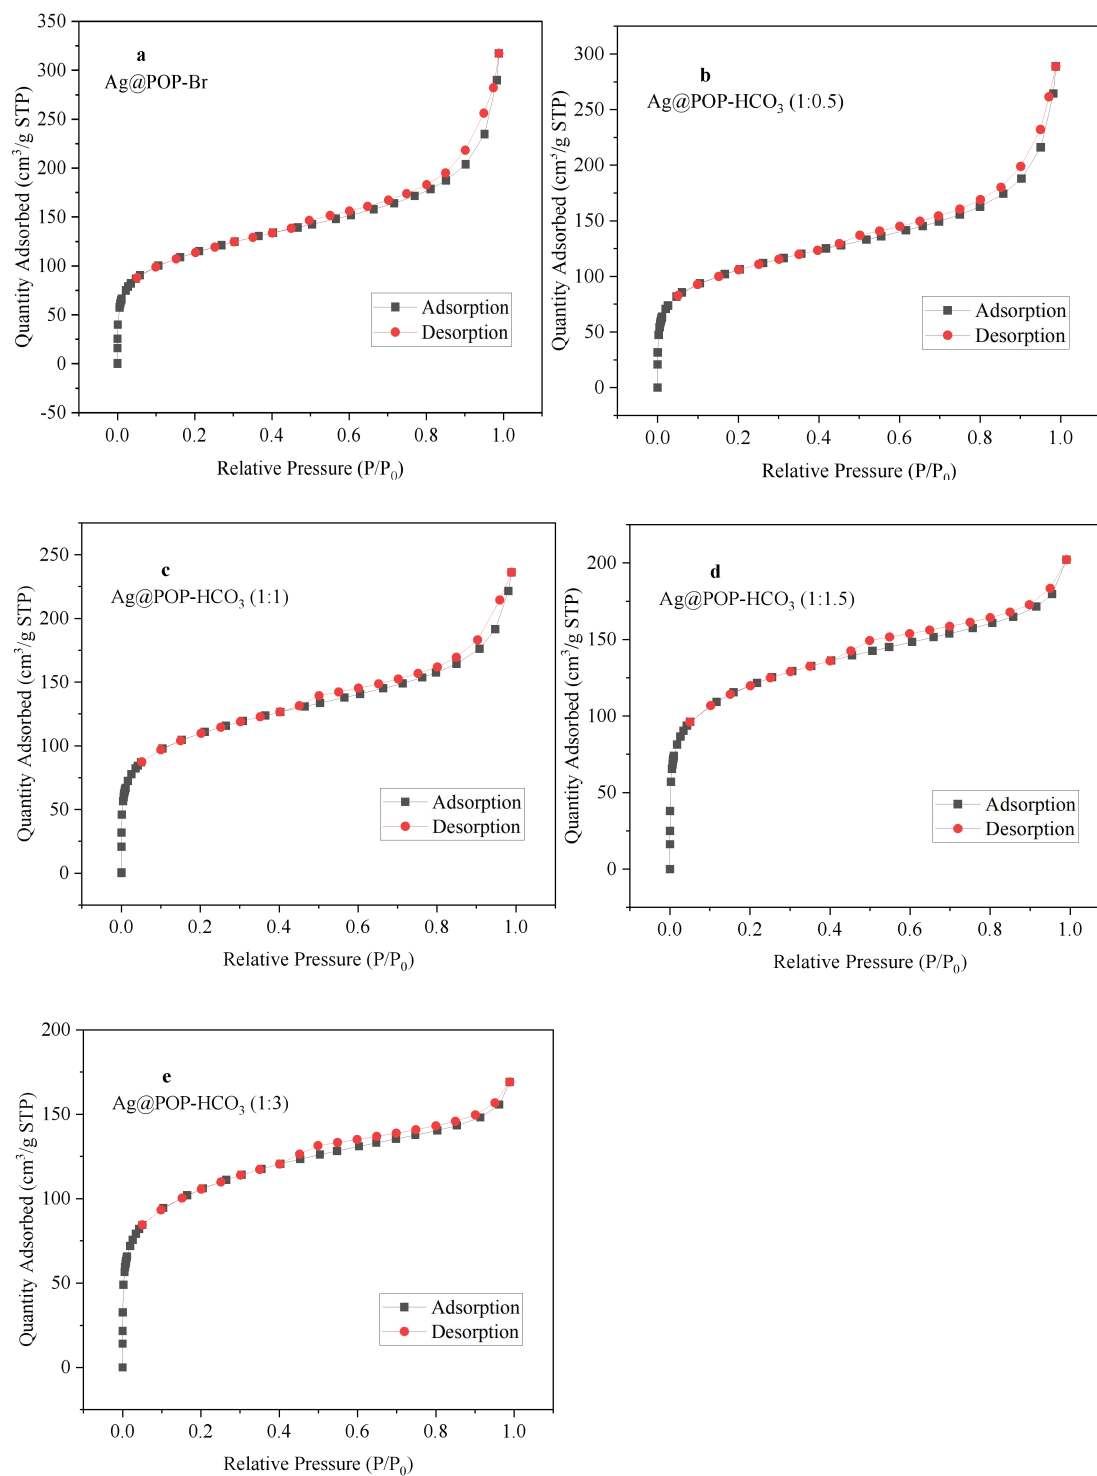 a
Ag@POP-Br
Quantity Adsorbed (cm³/g STP)
350
300
250
200
150
100
50
0
-50
Adsorption
Desorption
0.0 0.2 0.4 0.6 0.8 1.0
Relative Pressure (P/P₀)
b
Ag@POP-HCO₃ (1:0.5)
Quantity Adsorbed (cm³/g STP)
300
250
200
150
100
50
0
Adsorption
Desorption
0.0 0.2 0.4 0.6 0.8 1.0
Relative Pressure (P/P₀)
c
Ag@POP-HCO₃ (1:1)
Quantity Adsorbed (cm³/g STP)
250
200
150
100
50
0
Adsorption
Desorption
0.0 0.2 0.4 0.6 0.8 1.0
Relative Pressure (P/P₀)
d
Ag@POP-HCO₃ (1:1.5)
Quantity Adsorbed (cm³/g STP)
200
150
100
50
0
Adsorption
Desorption
0.0 0.2 0.4 0.6 0.8 1.0
Relative Pressure (P/P₀)
e
Ag@POP-HCO₃ (1:3)
Quantity Adsorbed (cm³/g STP)
200
150
100
50
0
Adsorption
Desorption
0.0 0.2 0.4 0.6 0.8 1.0
Relative Pressure (P/P₀)